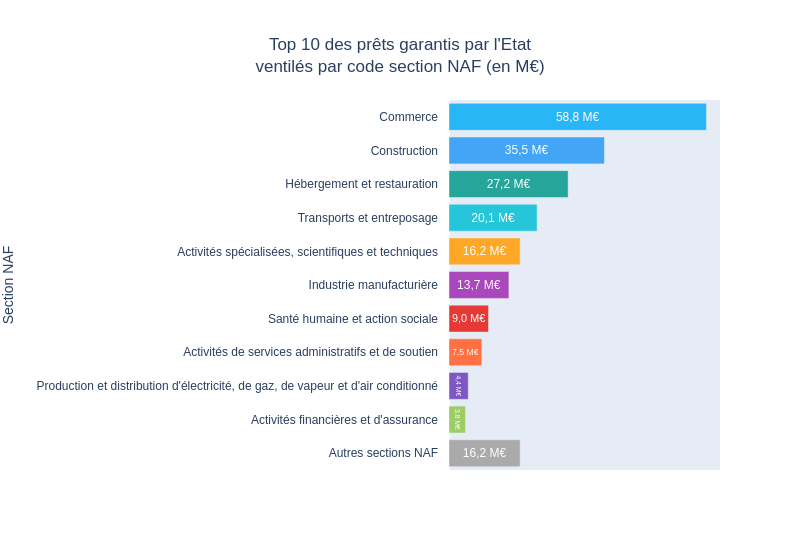 Top 10 des prêts garantis par l'Etat
ventilés par code section NAF (en M€)
Section NAF
Commerce 58,8 M€
Construction 35,5 M€
Hébergement et restauration 27,2 M€
Transports et entreposage 20,1 M€
Activités spécialisées, scientifiques et techniques 16,2 M€
Industrie manufacturière 13,7 M€
Santé humaine et action sociale 9,0 M€
Activités de services administratifs et de soutien 7,5 M€
Production et distribution d'électricité, de gaz, de vapeur et d'air conditionné 4,4 M€
Activités financières et d'assurance 3,8 M€
Autres sections NAF 16,2 M€